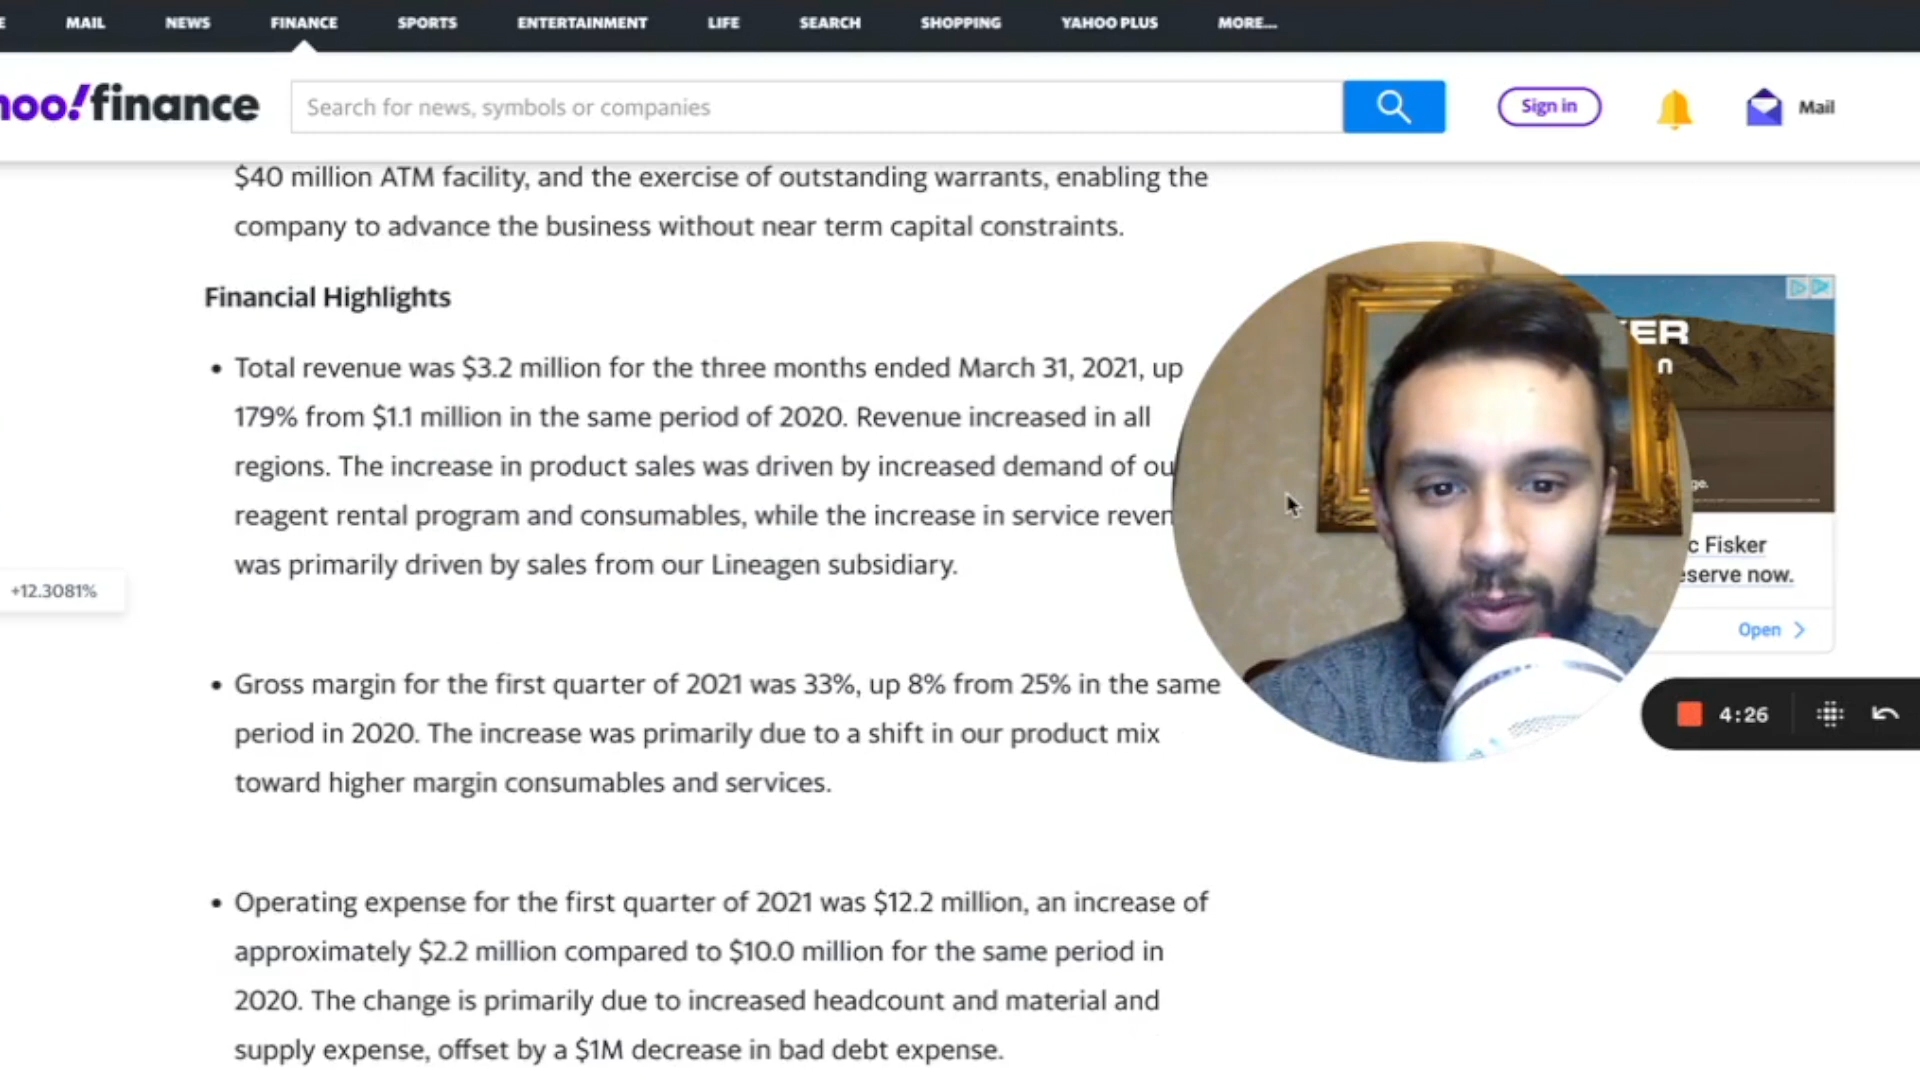 MAIL NEWS FINANCE SPORTS ENTERTAINMENT LIFE SEARCH SHOPPING YAHOO PLUS MORE...
hoo!finance Search for news, symbols or companies Sign in Mail
$40 million ATM facility, and the exercise of outstanding warrants, enabling the
company to advance the business without near term capital constraints.
Financial Highlights
• Total revenue was $3.2 million for the three months ended March 31, 2021, up
179% from $1.1 million in the same period of 2020. Revenue increased in all
regions. The increase in product sales was driven by increased demand of ou
reagent rental program and consumables, while the increase in service reven
was primarily driven by sales from our Lineagen subsidiary.
+12.3081%
• Gross margin for the first quarter of 2021 was 33%, up 8% from 25% in the same
period in 2020. The increase was primarily due to a shift in our product mix
toward higher margin consumables and services.
• Operating expense for the first quarter of 2021 was $12.2 million, an increase of
approximately $2.2 million compared to $10.0 million for the same period in
2020. The change is primarily due to increased headcount and material and
supply expense, offset by a $1M decrease in bad debt expense.
ER
n
ge.
c Fisker
eserve now.
Open
4:26